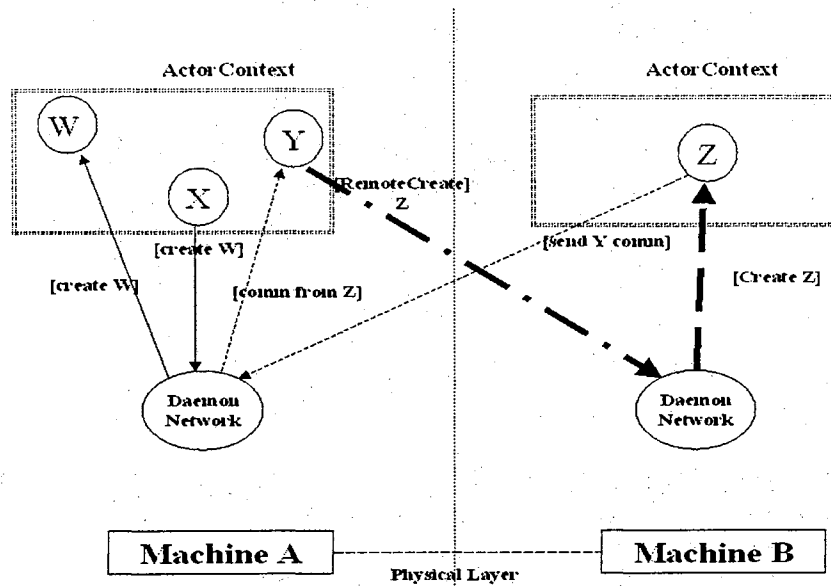 Actor Context
Actor Context
W
Y
Z
X
[RemoteCreate]
Z
[create W]
[send Y comm]
[create W]
[comm from Z]
[Create Z]
Daemon
Network
Daemon
Network
Machine A
Machine B
Physical Layer